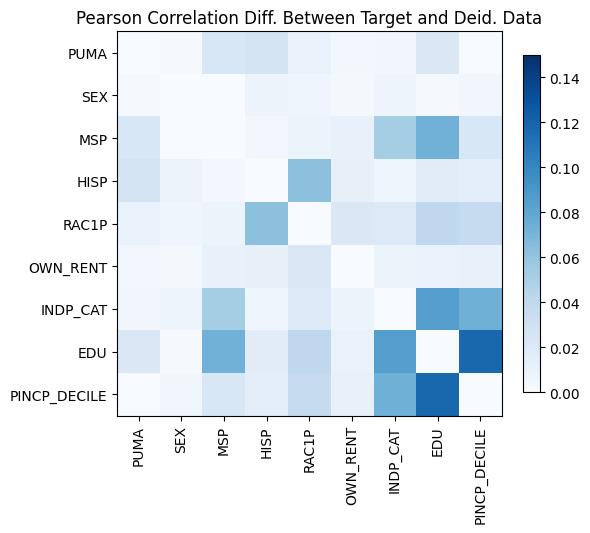 Pearson Correlation Diff. Between Target and Deid. Data
PUMA
SEX
MSP
HISP
RAC1P
OWN_RENT
INDP_CAT
EDU
PINCP_DECILE
PUMA
SEX
MSP
HISP
RAC1P
OWN_RENT
INDP_CAT
EDU
PINCP_DECILE
0.14
0.12
0.10
0.08
0.06
0.04
0.02
0.00